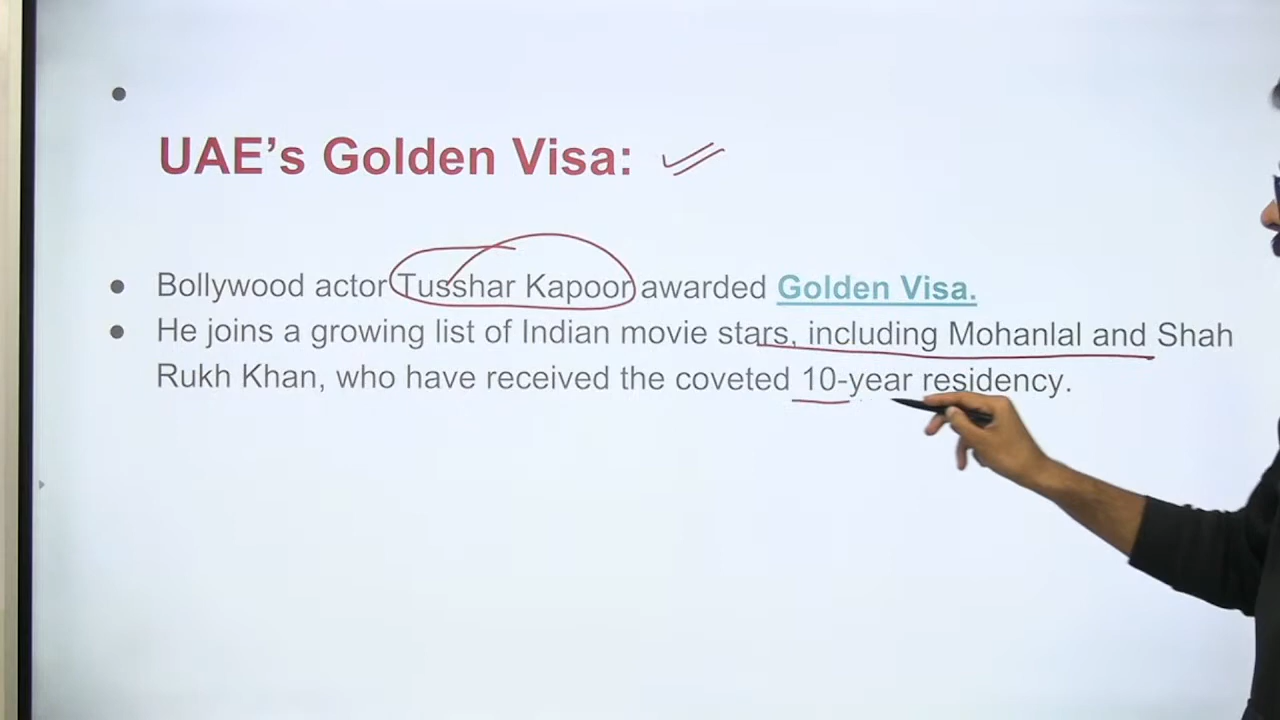 UAE’s Golden Visa:
Bollywood actor Tusshar Kapoor awarded Golden Visa.
He joins a growing list of Indian movie stars, including Mohanlal and Shah
Rukh Khan, who have received the coveted 10-year residency.